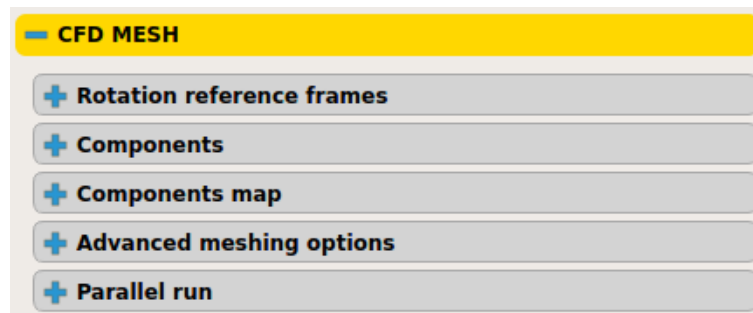 CFD MESH
Rotation reference frames
Components
Components map
Advanced meshing options
Parallel run